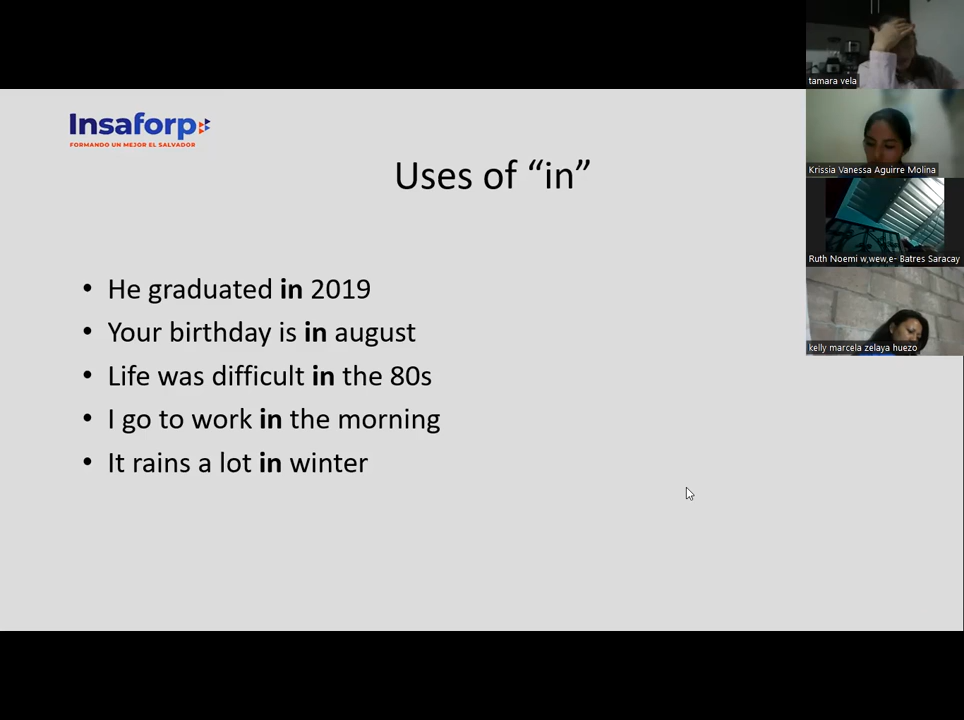 Insaforp
FORMANDO UN MEJOR EL SALVADOR
Uses of “in”
• He graduated in 2019
• Your birthday is in august
• Life was difficult in the 80s
• I go to work in the morning
• It rains a lot in winter
tamara vela
Krissia Vanessa Aguirre Molina
Ruth Noemi w,wew,e- Batres Saracay
kelly marcela zelaya huezo